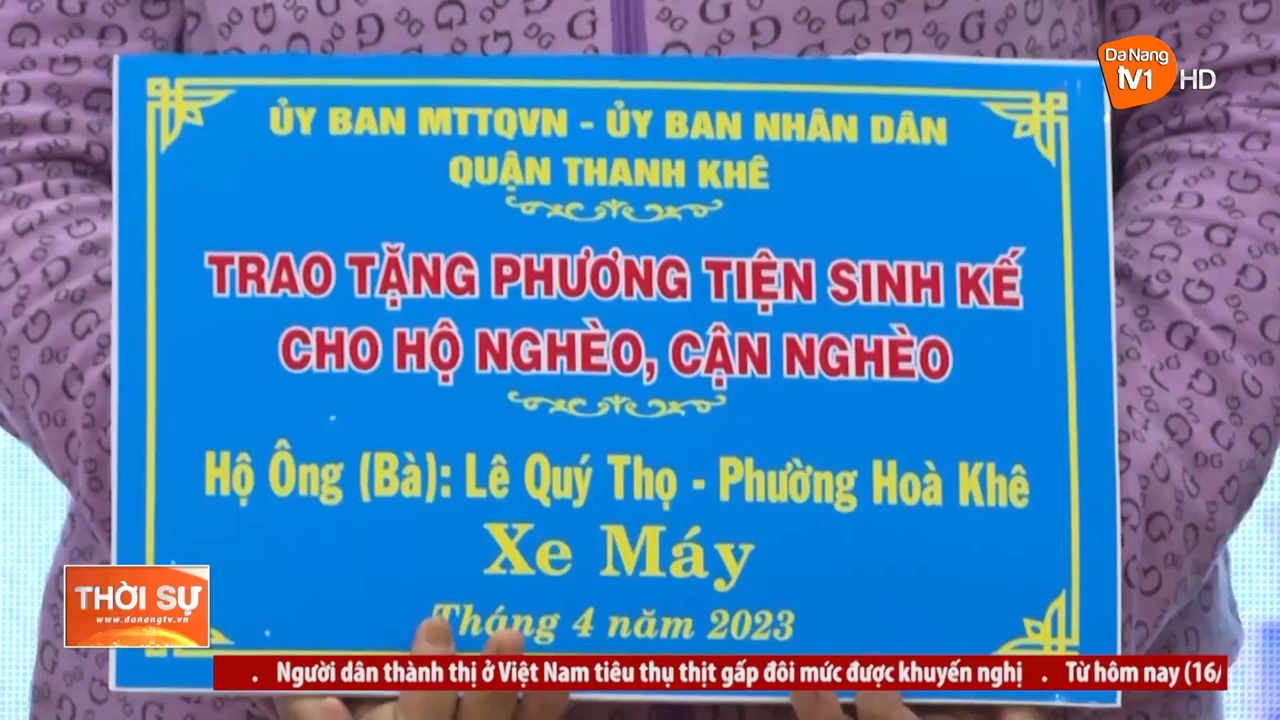 Da Nang
TV1 HD
ỦY BAN MTTQVN - ỦY BAN NHÂN DÂN
QUẬN THANH KHÊ
TRAO TẶNG PHƯƠNG TIỆN SINH KẾ
CHO HỘ NGHÈO, CẬN NGHÈO
Hộ Ông (Bà): Lê Quý Thọ - Phường Hoà Khê
Xe Máy
Tháng 4 năm 2023
THỜI SỰ
www.danangtv.vn
. Người dân thành thị ở Việt Nam tiêu thụ thịt gấp đôi mức được khuyến nghị . Từ hôm nay (16/